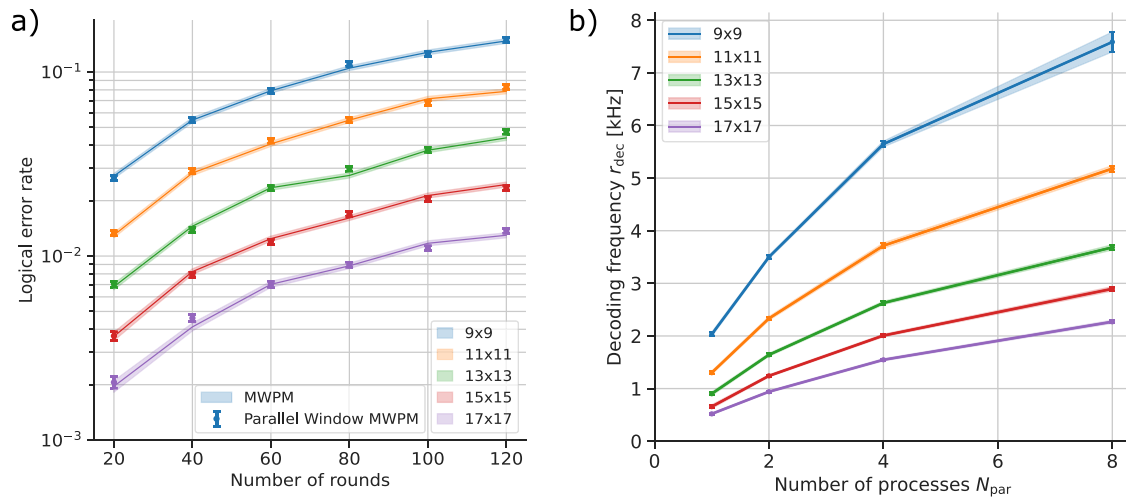 a)
Logical error rate
10⁻¹
10⁻²
10⁻³
20 40 60 80 100 120
Number of rounds
MWPM
Parallel Window MWPM
9x9
11x11
13x13
15x15
17x17
b)
Decoding frequency r_dec [kHz]
8
7
6
5
4
3
2
1
0
0 2 4 6 8
Number of processes N_par
9x9
11x11
13x13
15x15
17x17